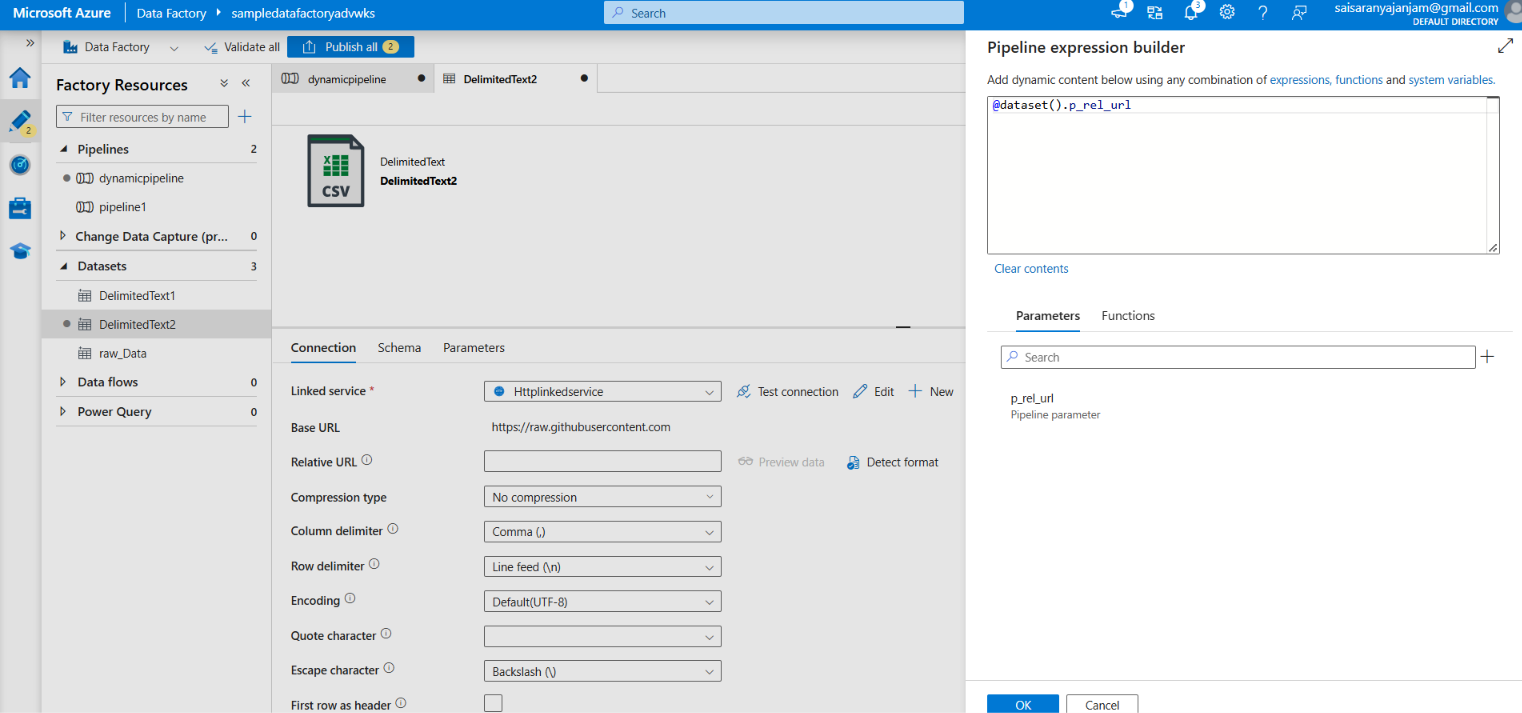 Microsoft Azure
Data Factory
sampledatafactoryadvwks
Search
1
3
saisaranyajanjam@gmail.com
DEFAULT DIRECTORY
Data Factory
Validate all
Publish all 2
2
Factory Resources
Filter resources by name
Pipelines 2
dynamicpipeline
pipeline1
Change Data Capture (pr... 0
Datasets 3
DelimitedText1
DelimitedText2
raw_Data
Data flows 0
Power Query 0
dynamicpipeline
DelimitedText2
CSV
DelimitedText
DelimitedText2
Connection Schema Parameters
Linked service * Httplinkedservice Test connection Edit New
Base URL https://raw.githubusercontent.com
Relative URL Preview data Detect format
Compression type No compression
Column delimiter Comma (,)
Row delimiter Line feed (\n)
Encoding Default(UTF-8)
Quote character
Escape character Backslash (\)
First row as header
Pipeline expression builder
Add dynamic content below using any combination of expressions, functions and system variables.
@dataset().p_rel_url
Clear contents
Parameters Functions
Search
p_rel_url
Pipeline parameter
OK Cancel